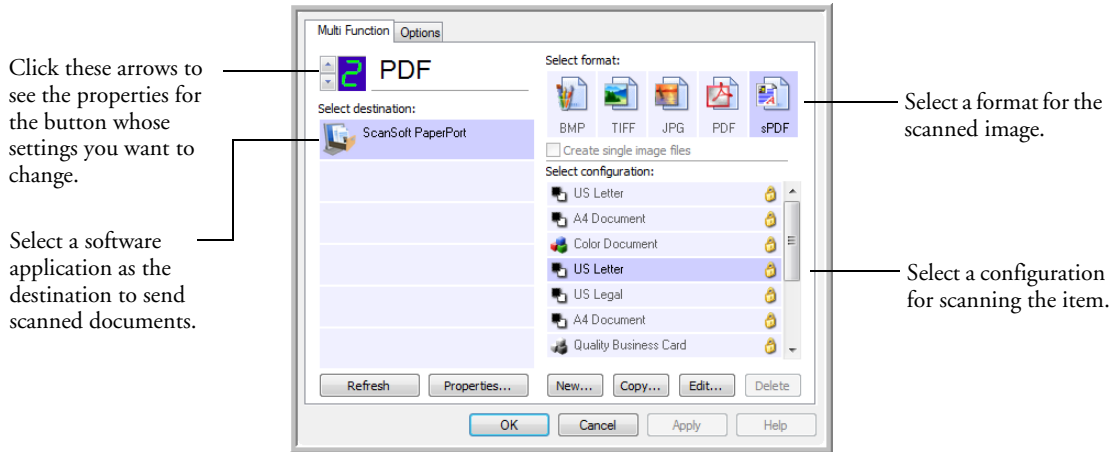 Multi Function
Options
Click these arrows to
see the properties for
the button whose
settings you want to
change.
Select a software
application as the
destination to send
scanned documents.
2 PDF
Select destination:
ScanSoft PaperPort
Refresh
Properties...
Select format:
BMP TIFF JPG PDF sPDF
Create single image files
Select configuration:
US Letter
A4 Document
Color Document
US Letter
US Legal
A4 Document
Quality Business Card
New... Copy... Edit... Delete
OK Cancel Apply Help
Select a format for the
scanned image.
Select a configuration
for scanning the item.